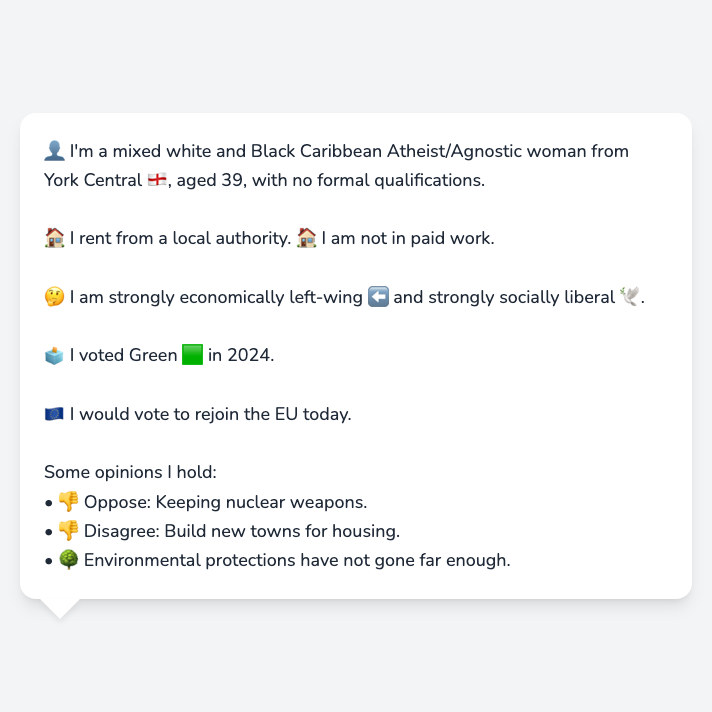 👤 I'm a mixed white and Black Caribbean Atheist/Agnostic woman from
York Central 🏴󠁧󠁢󠁥󠁮󠁧󠁿, aged 39, with no formal qualifications.
🏠 I rent from a local authority. 🏠 I am not in paid work.
🤔 I am strongly economically left-wing ⬅️ and strongly socially liberal 🕊️.
🗳️ I voted Green 🟩 in 2024.
🇪🇺 I would vote to rejoin the EU today.
Some opinions I hold:
• 👎 Oppose: Keeping nuclear weapons.
• 👎 Disagree: Build new towns for housing.
• 🌳 Environmental protections have not gone far enough.